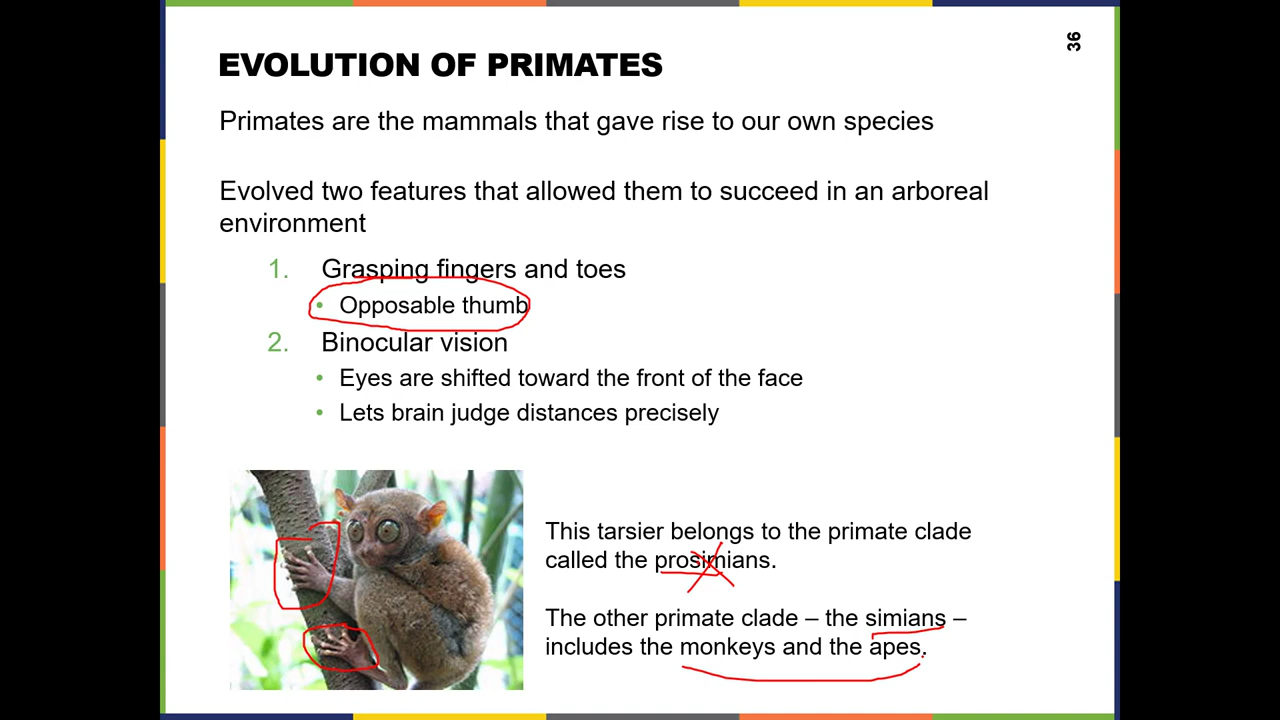 36
EVOLUTION OF PRIMATES
Primates are the mammals that gave rise to our own species
Evolved two features that allowed them to succeed in an arboreal
environment
1. Grasping fingers and toes
• Opposable thumb
2. Binocular vision
• Eyes are shifted toward the front of the face
• Lets brain judge distances precisely
This tarsier belongs to the primate clade
called the prosimians.
The other primate clade – the simians –
includes the monkeys and the apes.